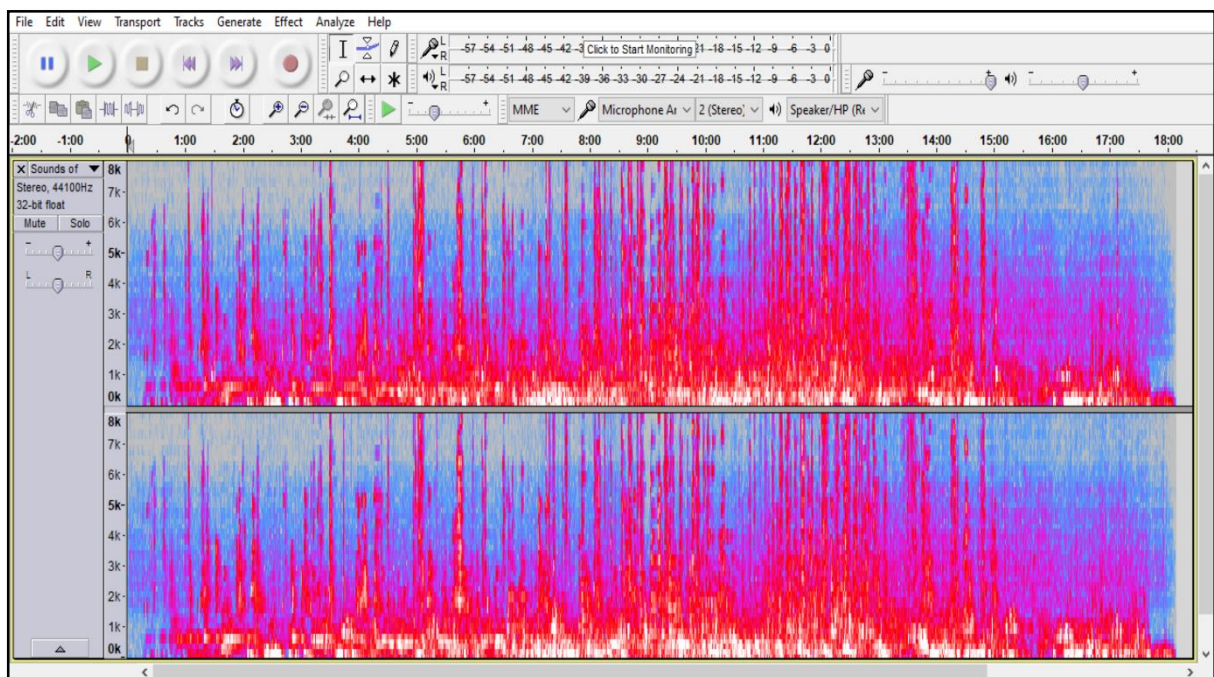 File Edit View Transport Tracks Generate Effect Analyze Help
L R -57 -54 -51 -48 -45 -42 -3 Click to Start Monitoring 21 -18 -15 -12 -9 -6 -3 0
L R -57 -54 -51 -48 -45 -42 -39 -36 -33 -30 -27 -24 -21 -18 -15 -12 -9 -6 -3 0
- +
- +
- + MME Microphone Ar 2 (Stereo) Speaker/HP (Re
-2:00 -1:00 0 1:00 2:00 3:00 4:00 5:00 6:00 7:00 8:00 9:00 10:00 11:00 12:00 13:00 14:00 15:00 16:00 17:00 18:00
X Sounds of
Stereo, 44100Hz
32-bit float
Mute Solo
- +
L R
8k
7k
6k
5k
4k
3k
2k
1k
0k
8k
7k
6k
5k
4k
3k
2k
1k
0k